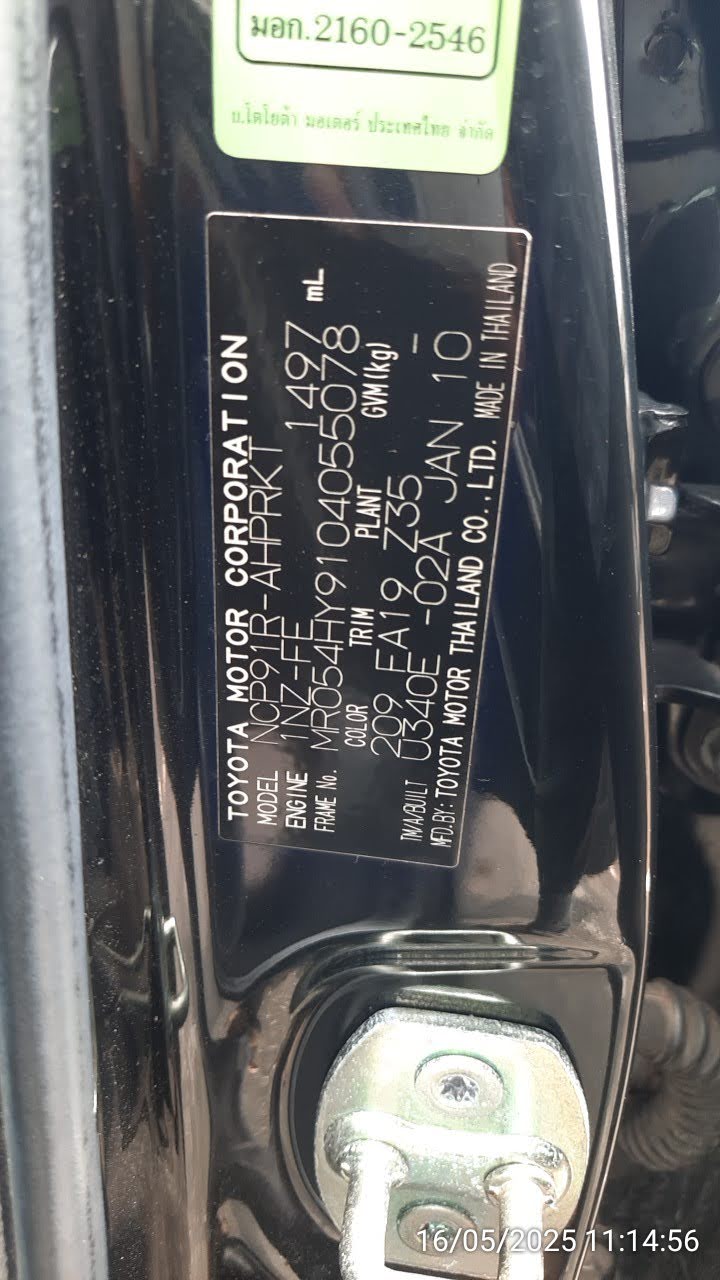 มอก.2160-2546
บ.โตโยต้า มอเตอร์ ประเทศไทย จำกัด
TOYOTA MOTOR CORPORATION
MODEL NCP91R-AHPRKT
ENGINE 1NZ-FE 1497 mL
FRAME No. MR054HY9104055078
COLOR TRIM PLANT GVM(kg)
209 FA19 Z35 -
TM/A/BUILT U340E -02A JAN 10
MFD.BY: TOYOTA MOTOR THAILAND CO.,LTD. MADE IN THAILAND
16/05/2025 11:14:56